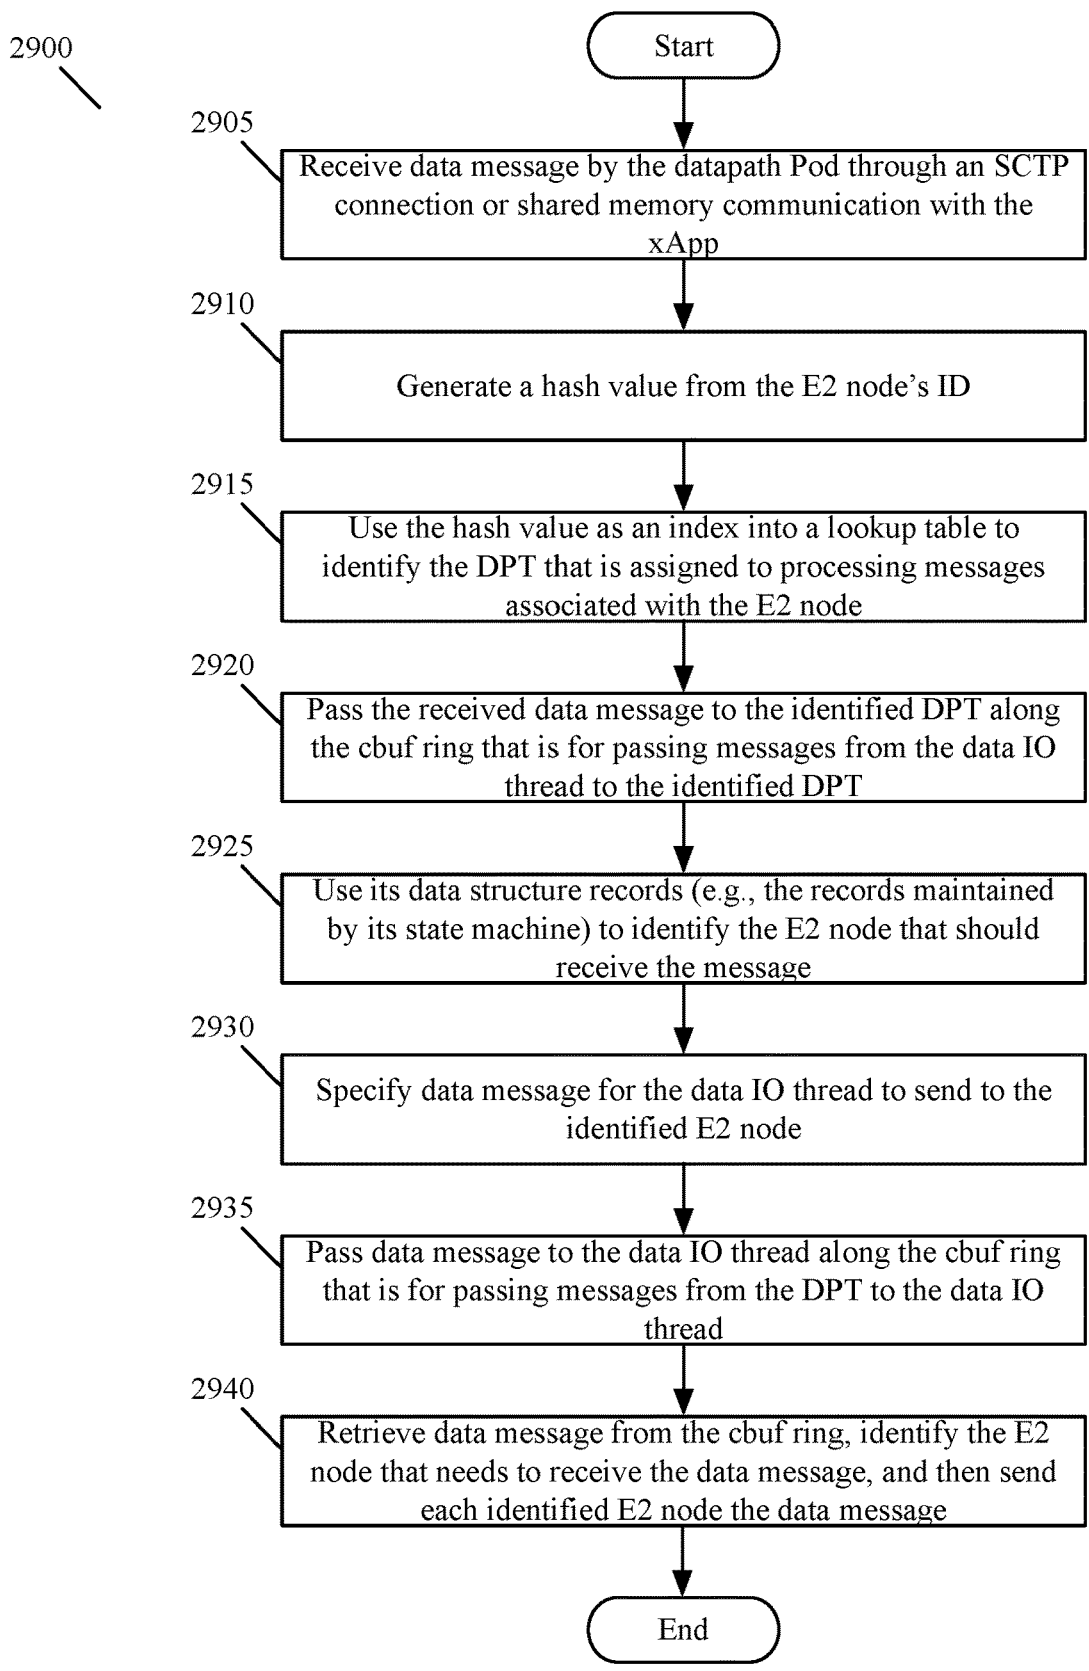 2900
Start
2905
Receive data message by the datapath Pod through an SCTP
connection or shared memory communication with the
xApp
2910
Generate a hash value from the E2 node's ID
2915
Use the hash value as an index into a lookup table to
identify the DPT that is assigned to processing messages
associated with the E2 node
2920
Pass the received data message to the identified DPT along
the cbuf ring that is for passing messages from the data IO
thread to the identified DPT
2925
Use its data structure records (e.g., the records maintained
by its state machine) to identify the E2 node that should
receive the message
2930
Specify data message for the data IO thread to send to the
identified E2 node
2935
Pass data message to the data IO thread along the cbuf ring
that is for passing messages from the DPT to the data IO
thread
2940
Retrieve data message from the cbuf ring, identify the E2
node that needs to receive the data message, and then send
each identified E2 node the data message
End